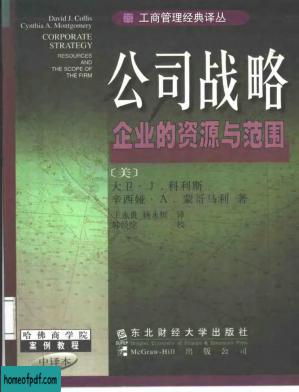 David J. Collis
Cynthia A. Montgomery
CORPORATE
STRATEGY
RESOURCES
AND THE
SCOPE OF
THE FIRM
工商管理经典译丛
公司战略
企业的资源与范围
〔美〕
大卫·J.科利斯
辛西娅·A.蒙哥马利 著
王永贵 杨永恒 译
校
哈佛商学院
案例教程
中译本
东北财经大学出版社
McGraw-Hill 出版公司
homeofpdf.com